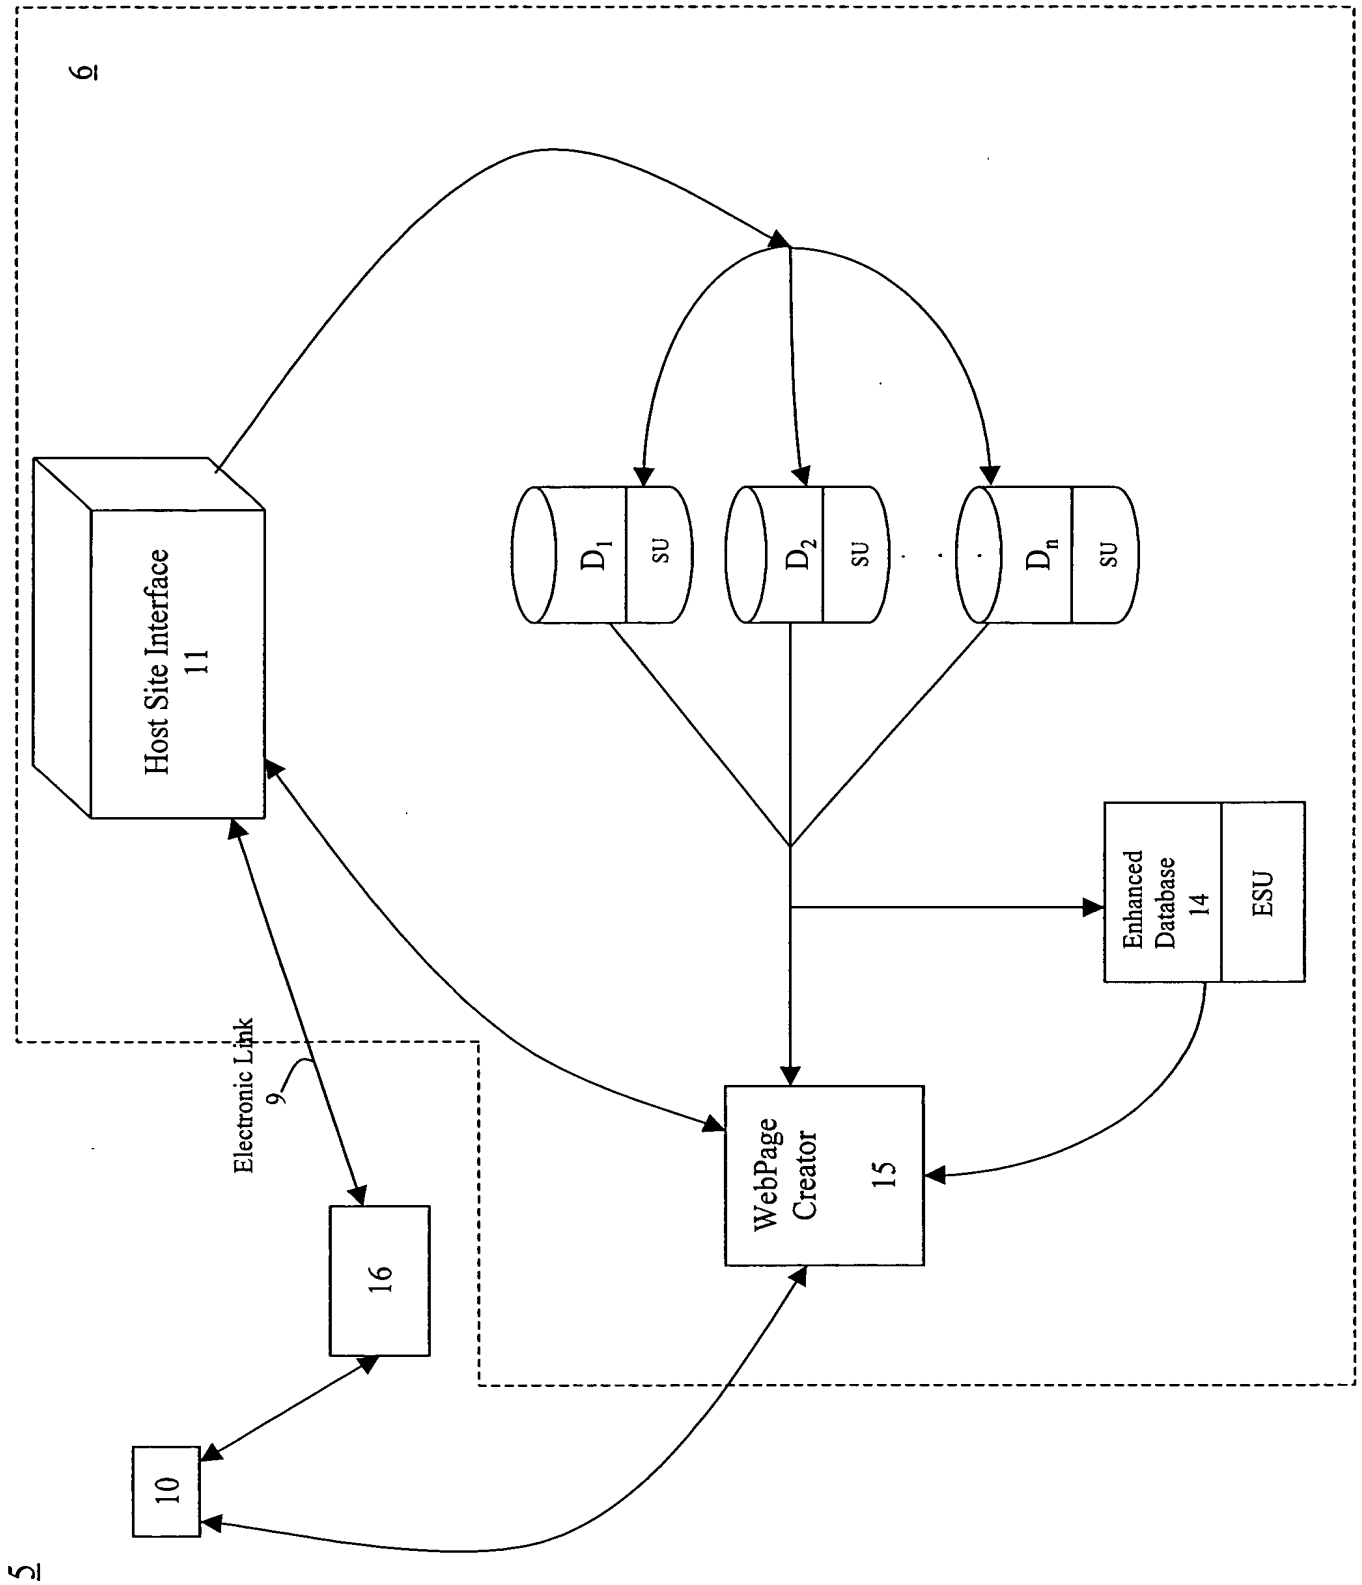 5
10
16
Electronic Link
9
Host Site Interface
11
6
WebPage
Creator
15
D1
SU
D2
SU
. . .
Dn
SU
Enhanced
Database
14
ESU